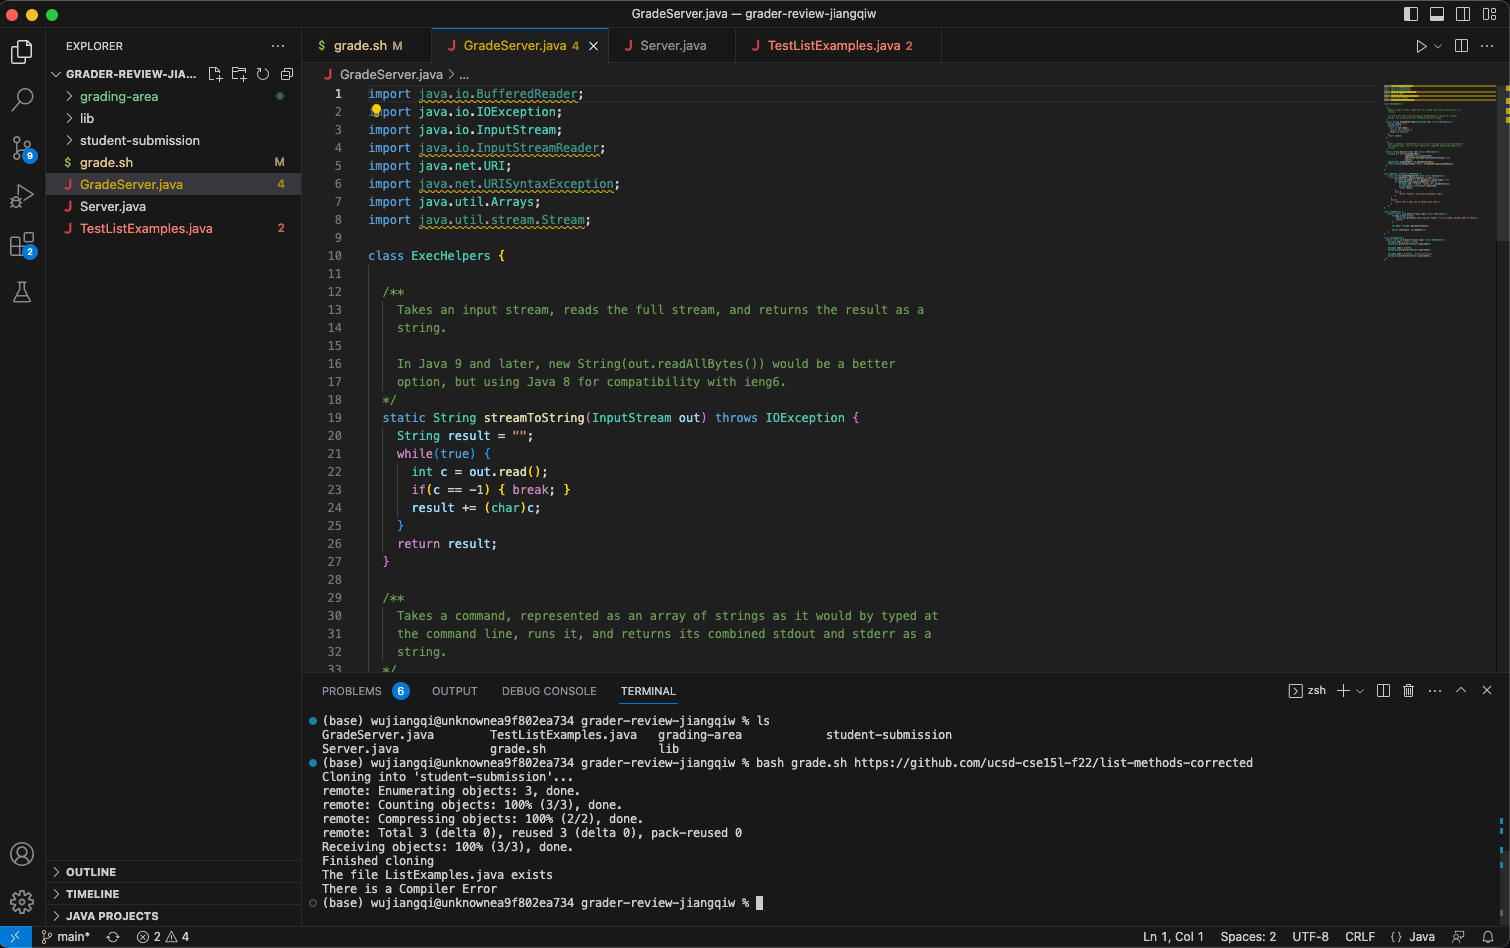 GradeServer.java — grader-review-jiangqiw
EXPLORER
GRADER-REVIEW-JIA...
grading-area
lib
student-submission
$ grade.sh M
J GradeServer.java 4
J Server.java
J TestListExamples.java 2
9
2
OUTLINE
TIMELINE
JAVA PROJECTS
$ grade.sh M
J GradeServer.java 4
J Server.java
J TestListExamples.java 2
J GradeServer.java > ...
1 import java.io.BufferedReader;
2 import java.io.IOException;
3 import java.io.InputStream;
4 import java.io.InputStreamReader;
5 import java.net.URI;
6 import java.net.URISyntaxException;
7 import java.util.Arrays;
8 import java.util.stream.Stream;
9
10 class ExecHelpers {
11
12 /**
13 Takes an input stream, reads the full stream, and returns the result as a
14 string.
15
16 In Java 9 and later, new String(out.readAllBytes()) would be a better
17 option, but using Java 8 for compatibility with ieng6.
18 */
19 static String streamToString(InputStream out) throws IOException {
20 String result = "";
21 while(true) {
22 int c = out.read();
23 if(c == -1) { break; }
24 result += (char)c;
25 }
26 return result;
27 }
28
29 /**
30 Takes a command, represented as an array of strings as it would by typed at
31 the command line, runs it, and returns its combined stdout and stderr as a
32 string.
33 */
PROBLEMS 6 OUTPUT DEBUG CONSOLE TERMINAL
zsh
(base) wujiangqi@unknownea9f802ea734 grader-review-jiangqiw % ls
GradeServer.java TestListExamples.java grading-area student-submission
Server.java grade.sh lib
(base) wujiangqi@unknownea9f802ea734 grader-review-jiangqiw % bash grade.sh https://github.com/ucsd-cse15l-f22/list-methods-corrected
Cloning into 'student-submission'...
remote: Enumerating objects: 3, done.
remote: Counting objects: 100% (3/3), done.
remote: Compressing objects: 100% (2/2), done.
remote: Total 3 (delta 0), reused 3 (delta 0), pack-reused 0
Receiving objects: 100% (3/3), done.
Finished cloning
The file ListExamples.java exists
There is a Compiler Error
(base) wujiangqi@unknownea9f802ea734 grader-review-jiangqiw %
main* 2 4
Ln 1, Col 1 Spaces: 2 UTF-8 CRLF {} Java